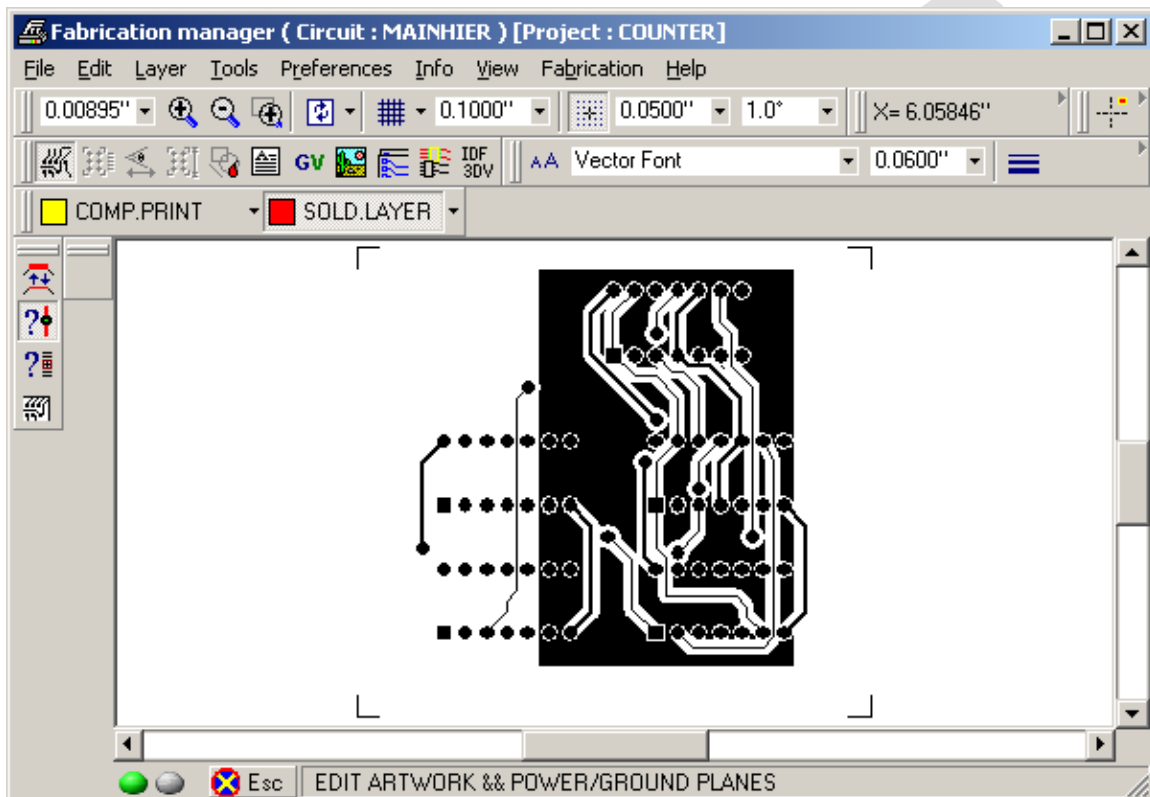 Fabrication manager ( Circuit : MAINHIER ) [Project : COUNTER]
File Edit Layer Tools Preferences Info View Fabrication Help
0.00895" 0.1000" 0.0500" 1.0° X= 6.05846"
GV IDF 3DV AA Vector Font 0.0600"
COMP.PRINT SOLD.LAYER
?
?
Esc EDIT ARTWORK && POWER/GROUND PLANES